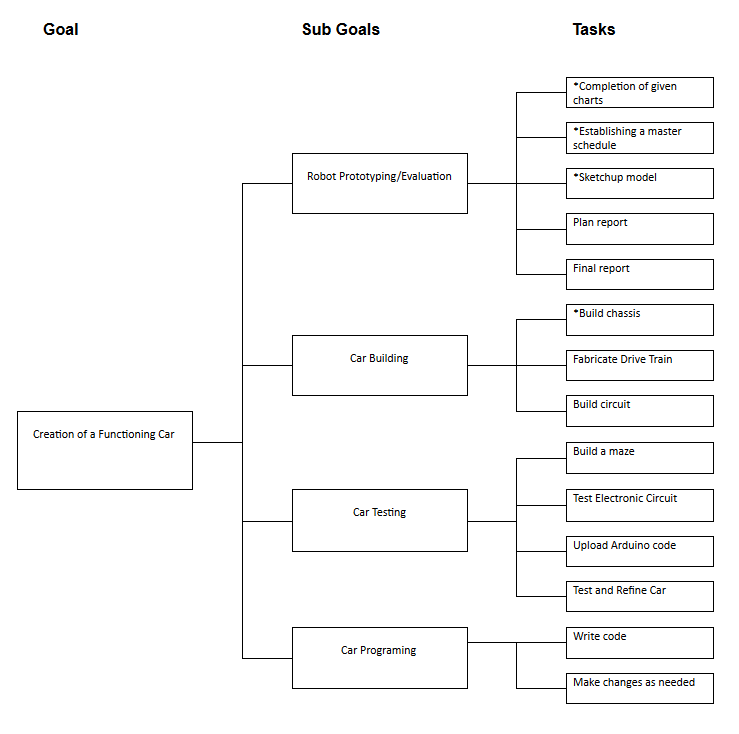 Goal
Sub Goals
Tasks
*Completion of given
charts
*Establishing a master
schedule
Robot Prototyping/Evaluation
*Sketchup model
Plan report
Final report
*Build chassis
Car Building
Fabricate Drive Train
Build circuit
Creation of a Functioning Car
Build a maze
Test Electronic Circuit
Car Testing
Upload Arduino code
Test and Refine Car
Write code
Car Programing
Make changes as needed